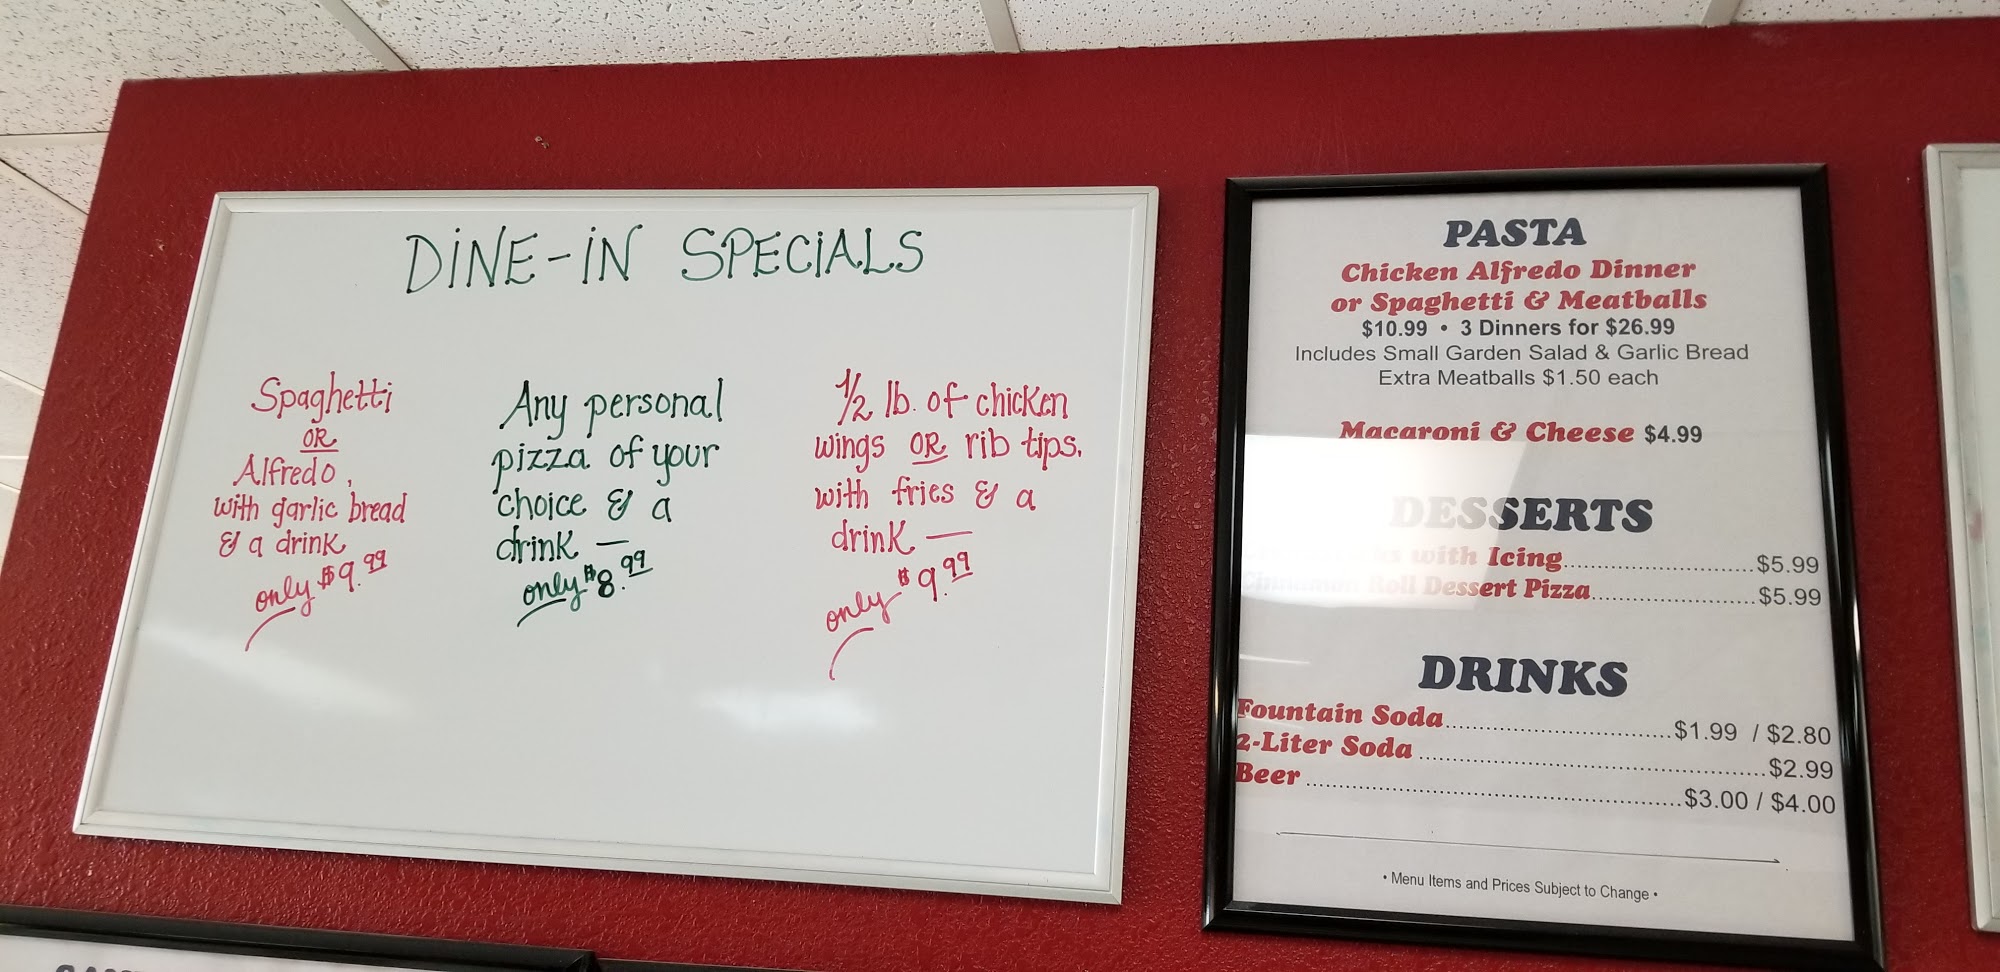 DINE-IN SPECIALS
Spaghetti
OR
Alfredo,
with garlic bread
& a drink
only $9.99
Any personal
pizza of your
choice & a
drink —
only $8.99
1/2 lb. of chicken
wings OR rib tips.
with fries & a
drink —
only $9.99
PASTA
Chicken Alfredo Dinner
or Spaghetti & Meatballs
$10.99 • 3 Dinners for $26.99
Includes Small Garden Salad & Garlic Bread
Extra Meatballs $1.50 each
Macaroni & Cheese $4.99
DESSERTS
with Icing..............................$5.99
Cinnamon Roll Dessert Pizza..........................$5.99
DRINKS
Fountain Soda....................................$1.99 / $2.80
2-Liter Soda ........................................................$2.99
Beer ............................................................$3.00 / $4.00
• Menu Items and Prices Subject to Change •